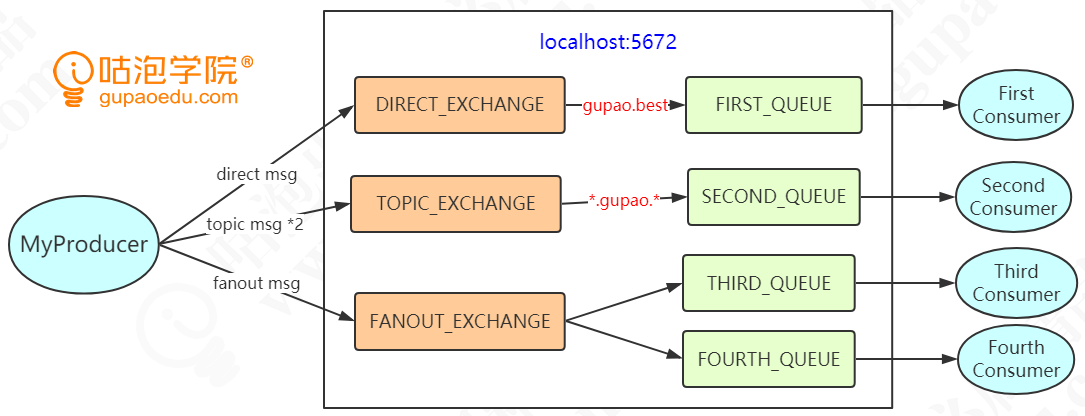 localhost:5672
咕泡学院®
gupaoedu.com
DIRECT_EXCHANGE
gupao.best
FIRST_QUEUE
First
Consumer
direct msg
TOPIC_EXCHANGE
*.gupao.*
SECOND_QUEUE
Second
Consumer
MyProducer
topic msg *2
fanout msg
THIRD_QUEUE
Third
Consumer
FANOUT_EXCHANGE
FOURTH_QUEUE
Fourth
Consumer